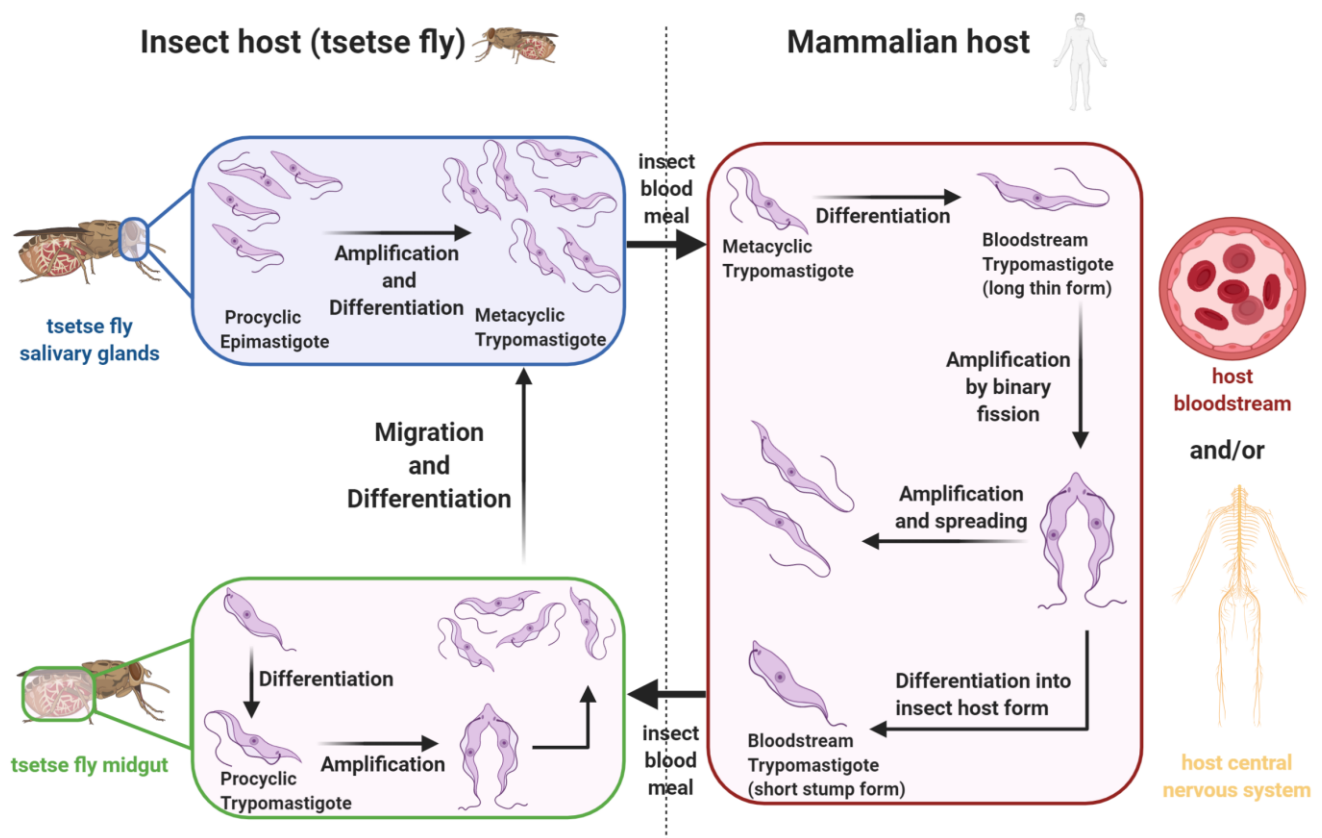 Insect host (tsetse fly)
Mammalian host
tsetse fly
salivary glands
Procyclic
Epimastigote
Amplification
and
Differentiation
Metacyclic
Trypomastigote
insect
blood
meal
Metacyclic
Trypomastigote
Differentiation
Bloodstream
Trypomastigote
(long thin form)
Amplification
by binary
fission
host
bloodstream
and/or
Amplification
and spreading
Migration
and
Differentiation
Differentiation into
insect host form
Bloodstream
Trypomastigote
(short stump form)
host central
nervous system
insect
blood
meal
tsetse fly midgut
Differentiation
Procyclic
Trypomastigote
Amplification